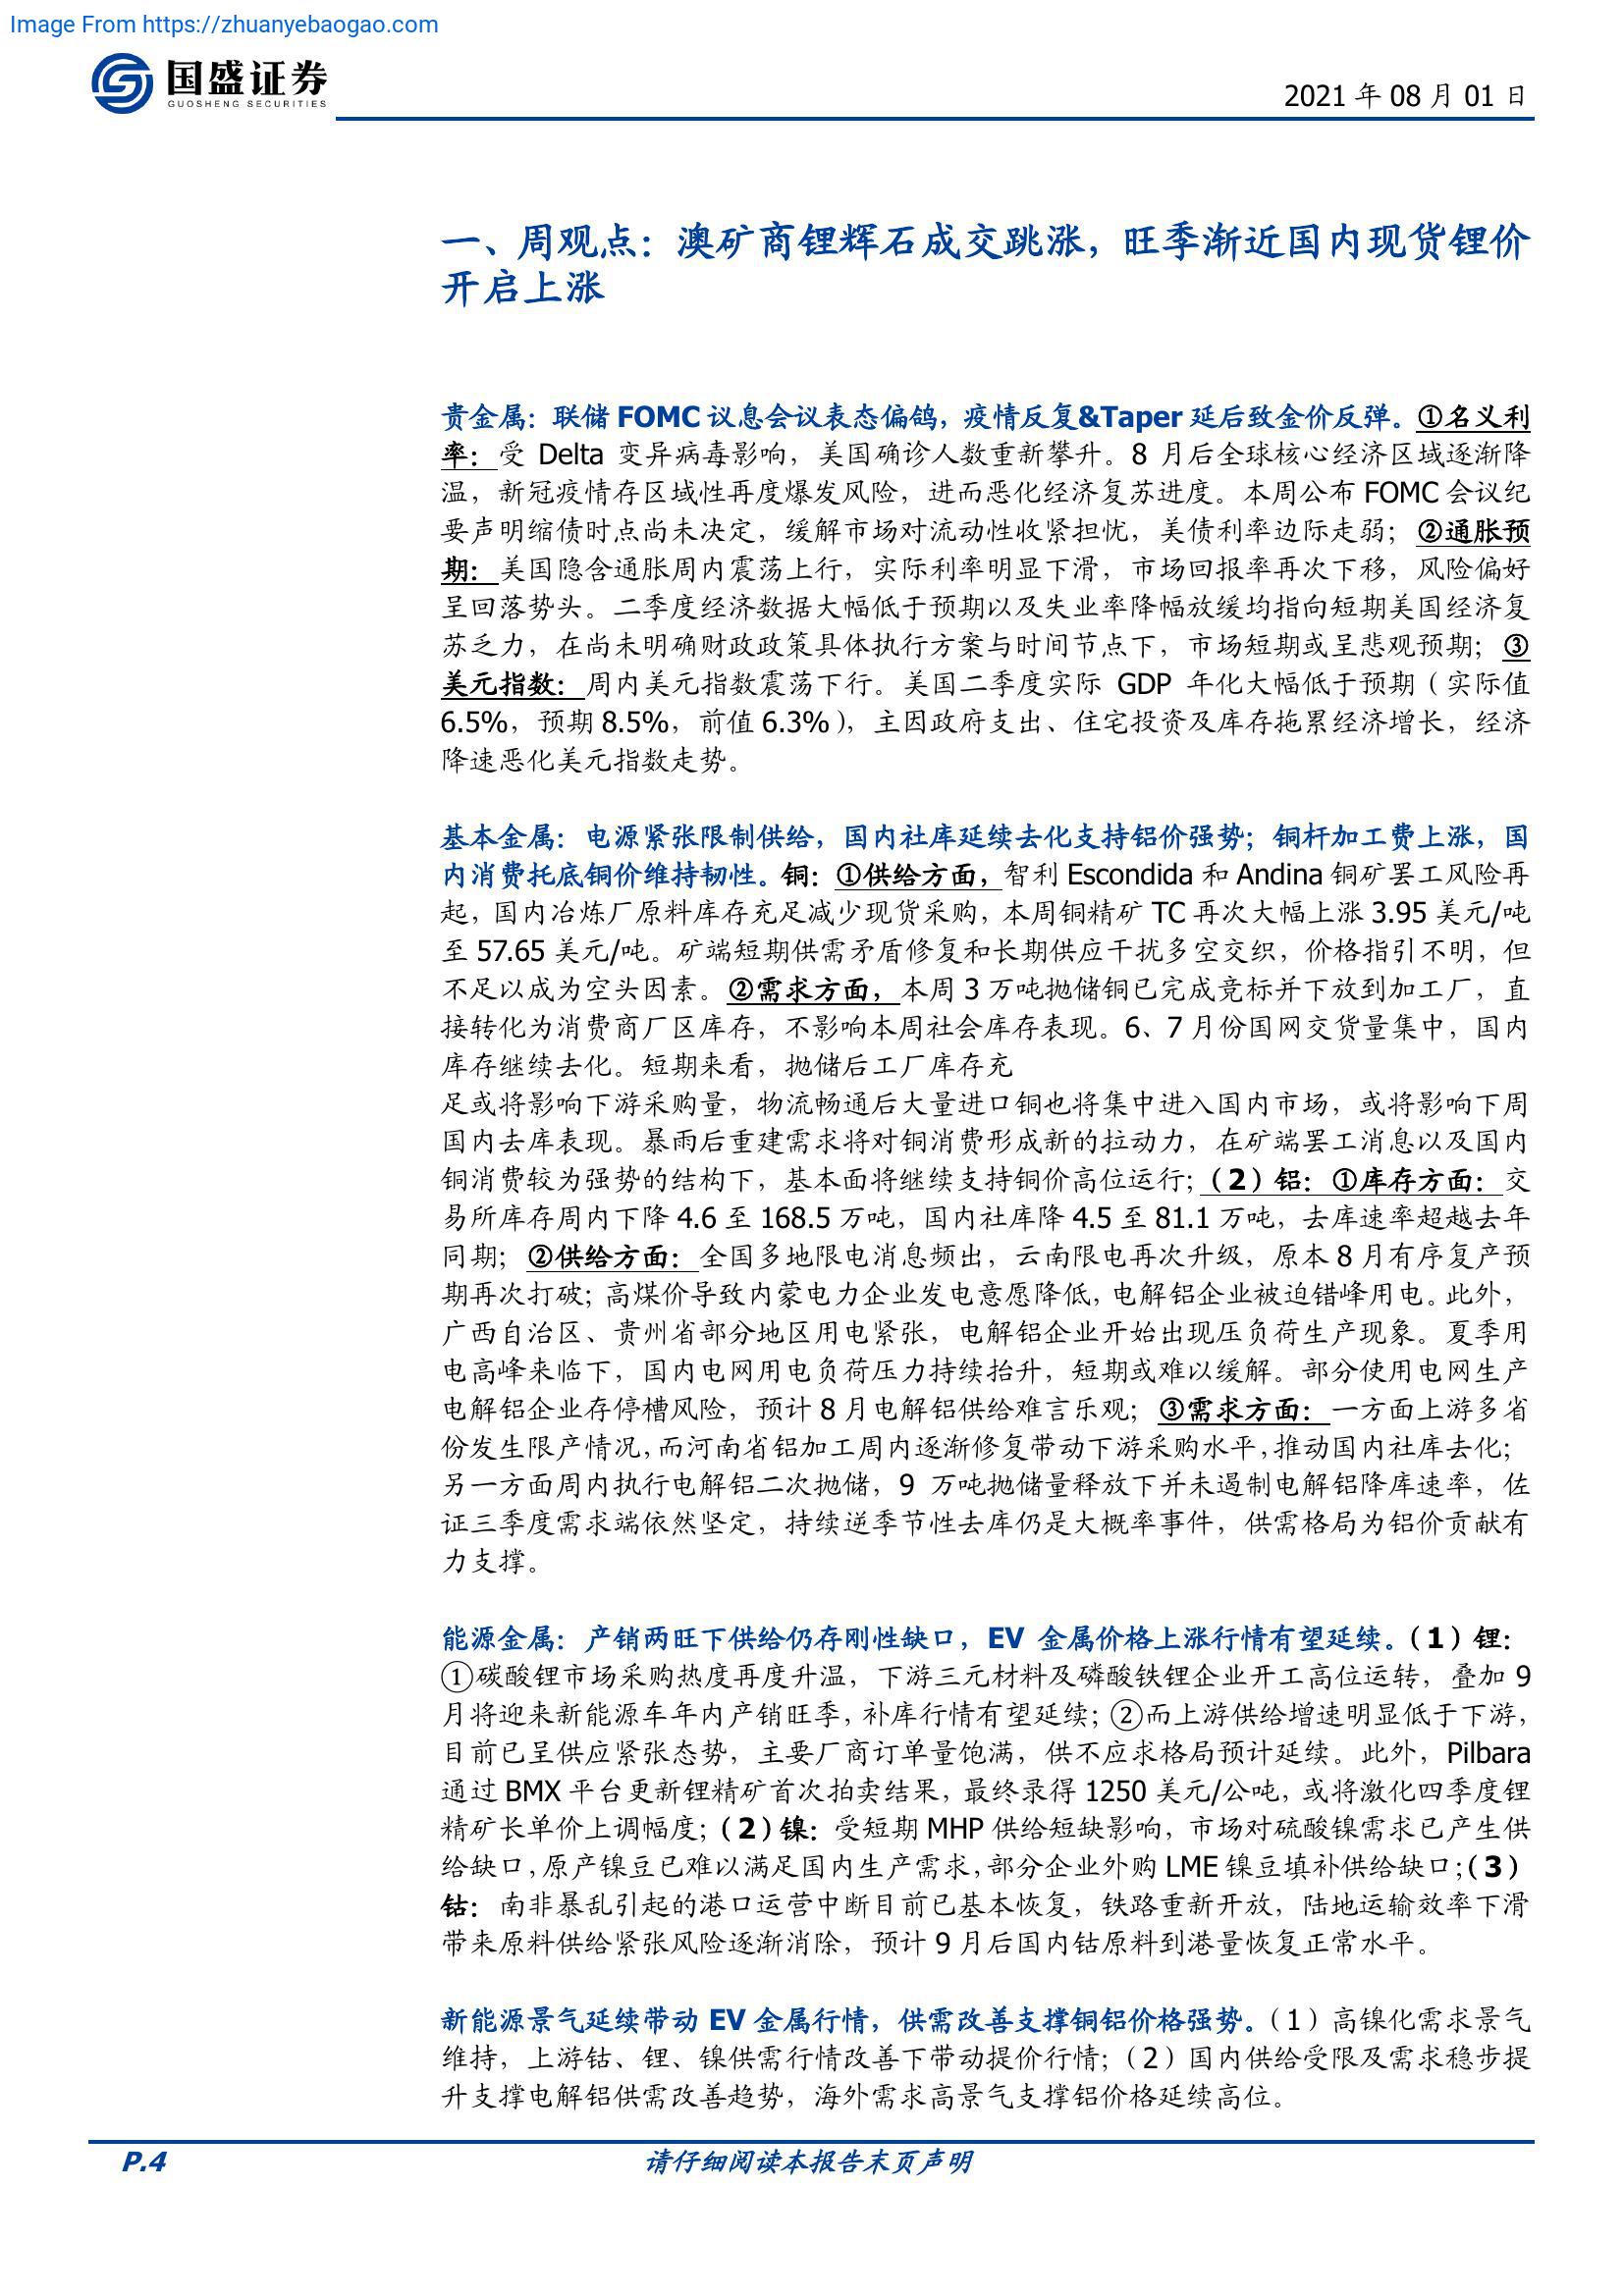 Image From https://zhuanyebaogao.com
国盛证券
GUOSHENG SECURITIES
2021 年 08 月 01 日
一、周观点：澳矿商锂辉石成交跳涨，旺季渐近国内现货锂价
开启上涨
贵金属：联储 FOMC 议息会议表态偏鸽，疫情反复&Taper 延后致金价反弹。①名义利
率：受 Delta 变异病毒影响，美国确诊人数重新攀升。8 月后全球核心经济区域逐渐降
温，新冠疫情存区域性再度爆发风险，进而恶化经济复苏进度。本周公布 FOMC 会议纪
要声明缩债时点尚未决定，缓解市场对流动性收紧担忧，美债利率边际走弱；②通胀预
期：美国隐含通胀周内震荡上行，实际利率明显下滑，市场回报率再次下移，风险偏好
呈回落势头。二季度经济数据大幅低于预期以及失业率降幅放缓均指向短期美国经济复
苏乏力，在尚未明确财政政策具体执行方案与时间节点下，市场短期或呈悲观预期；③
美元指数：周内美元指数震荡下行。美国二季度实际 GDP 年化大幅低于预期（实际值
6.5%，预期 8.5%，前值 6.3%），主因政府支出、住宅投资及库存拖累经济增长，经济
降速恶化美元指数走势。
基本金属：电源紧张限制供给，国内社库延续去化支持铝价强势；铜杆加工费上涨，国
内消费托底铜价维持韧性。铜：①供给方面，智利 Escondida 和 Andina 铜矿罢工风险再
起，国内冶炼厂原料库存充足减少现货采购，本周铜精矿 TC 再次大幅上涨 3.95 美元/吨
至 57.65 美元/吨。矿端短期供需矛盾修复和长期供应干扰多空交织，价格指引不明，但
不足以成为空头因素。②需求方面，本周 3 万吨抛储铜已完成竞标并下放到加工厂，直
接转化为消费商厂区库存，不影响本周社会库存表现。6、7 月份国网交货量集中，国内
库存继续去化。短期来看，抛储后工厂库存充
足或将影响下游采购量，物流畅通后大量进口铜也将集中进入国内市场，或将影响下周
国内去库表现。暴雨后重建需求将对铜消费形成新的拉动力，在矿端罢工消息以及国内
铜消费较为强势的结构下，基本面将继续支持铜价高位运行；（2）铝：①库存方面：交
易所库存周内下降 4.6 至 168.5 万吨，国内社库降 4.5 至 81.1 万吨，去库速率超越去年
同期；②供给方面：全国多地限电消息频出，云南限电再次升级，原本 8 月有序复产预
期再次打破；高煤价导致内蒙电力企业发电意愿降低，电解铝企业被迫错峰用电。此外，
广西自治区、贵州省部分地区用电紧张，电解铝企业开始出现压负荷生产现象。夏季用
电高峰来临下，国内电网用电负荷压力持续抬升，短期或难以缓解。部分使用电网生产
电解铝企业存停槽风险，预计 8 月电解铝供给难言乐观；③需求方面：一方面上游多省
份发生限产情况，而河南省铝加工周内逐渐修复带动下游采购水平，推动国内社库去化；
另一方面周内执行电解铝二次抛储，9 万吨抛储量释放下并未遏制电解铝降库速率，佐
证三季度需求端依然坚定，持续逆季节性去库仍是大概率事件，供需格局为铝价贡献有
力支撑。
能源金属：产销两旺下供给仍存刚性缺口，EV 金属价格上涨行情有望延续。（1）锂：
①碳酸锂市场采购热度再度升温，下游三元材料及磷酸铁锂企业开工高位运转，叠加 9
月将迎来新能源车年内产销旺季，补库行情有望延续；②而上游供给增速明显低于下游，
目前已呈供应紧张态势，主要厂商订单量饱满，供不应求格局预计延续。此外，Pilbara
通过 BMX 平台更新锂精矿首次拍卖结果，最终录得 1250 美元/公吨，或将激化四季度锂
精矿长单价上调幅度；（2）镍：受短期 MHP 供给短缺影响，市场对硫酸镍需求已产生供
给缺口，原产镍豆已难以满足国内生产需求，部分企业外购 LME 镍豆填补供给缺口；（3）
钴：南非暴乱引起的港口运营中断目前已基本恢复，铁路重新开放，陆地运输效率下滑
带来原料供给紧张风险逐渐消除，预计 9 月后国内钴原料到港量恢复正常水平。
新能源景气延续带动 EV 金属行情，供需改善支撑铜铝价格强势。（1）高镍化需求景气
维持，上游钴、锂、镍供需行情改善下带动提价行情；（2）国内供给受限及需求稳步提
升支撑电解铝供需改善趋势，海外需求高景气支撑铝价格延续高位。
P.4
请仔细阅读本报告末页声明